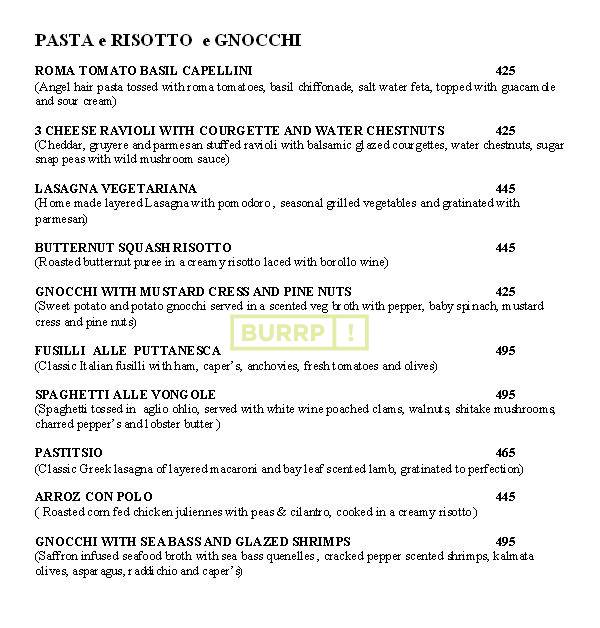 PASTA e RISOTTO e GNOCCHI
ROMA TOMATO BASIL CAPELLINI 425
(Angel hair pasta tossed with roma tomatoes, basil chiffonade, salt water feta, topped with guacamole
and sour cream)
3 CHEESE RAVIOLI WITH COURGETTE AND WATER CHESTNUTS 425
(Cheddar, gruyere and parmesan stuffed ravioli with balsamic glazed courgettes, water chestnuts, sugar
snap peas with wild mushroom sauce)
LASAGNA VEGETARIANA 445
(Home made layered Lasagna with pomodoro , seasonal grilled vegetables and gratinated with
parmesan)
BUTTERNUT SQUASH RISOTTO 445
(Roasted butternut puree in a creamy risotto laced with borollo wine)
GNOCCHI WITH MUSTARD CRESS AND PINE NUTS 425
(Sweet potato and potato gnocchi served in a scented veg broth with pepper, baby spinach, mustard
cress and pine nuts)
BURRP !
FUSILLI ALLE PUTTANESCA 495
(Classic Italian fusilli with ham, caper's, anchovies, fresh tomatoes and olives)
SPAGHETTI ALLE VONGOLE 495
(Spaghetti tossed in aglio ohlio, served with white wine poached clams, walnuts, shitake mushrooms,
charred pepper's and lobster butter )
PASTITSIO 465
(Classic Greek lasagna of layered macaroni and bay leaf scented lamb, gratinated to perfection)
ARROZ CON POLO 445
( Roasted corn fed chicken juliennes with peas & cilantro, cooked in a creamy risotto )
GNOCCHI WITH SEA BASS AND GLAZED SHRIMPS 495
(Saffron infused seafood broth with sea bass quenelles , cracked pepper scented shrimps, kalmata
olives, asparagus, raddichio and caper's)